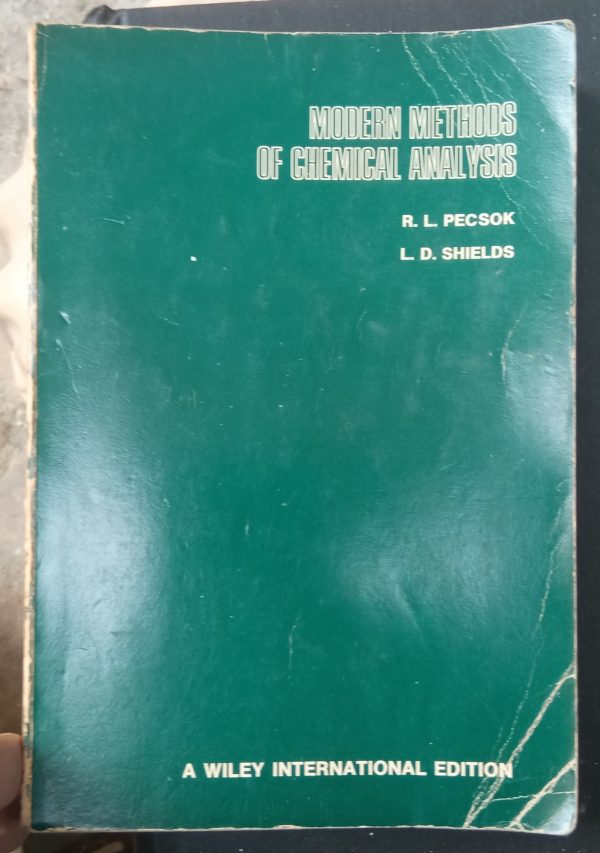 MODERN METHODS
OF CHEMICAL ANALYSIS
R. L. PECSOK
L. D. SHIELDS
A WILEY INTERNATIONAL EDITION